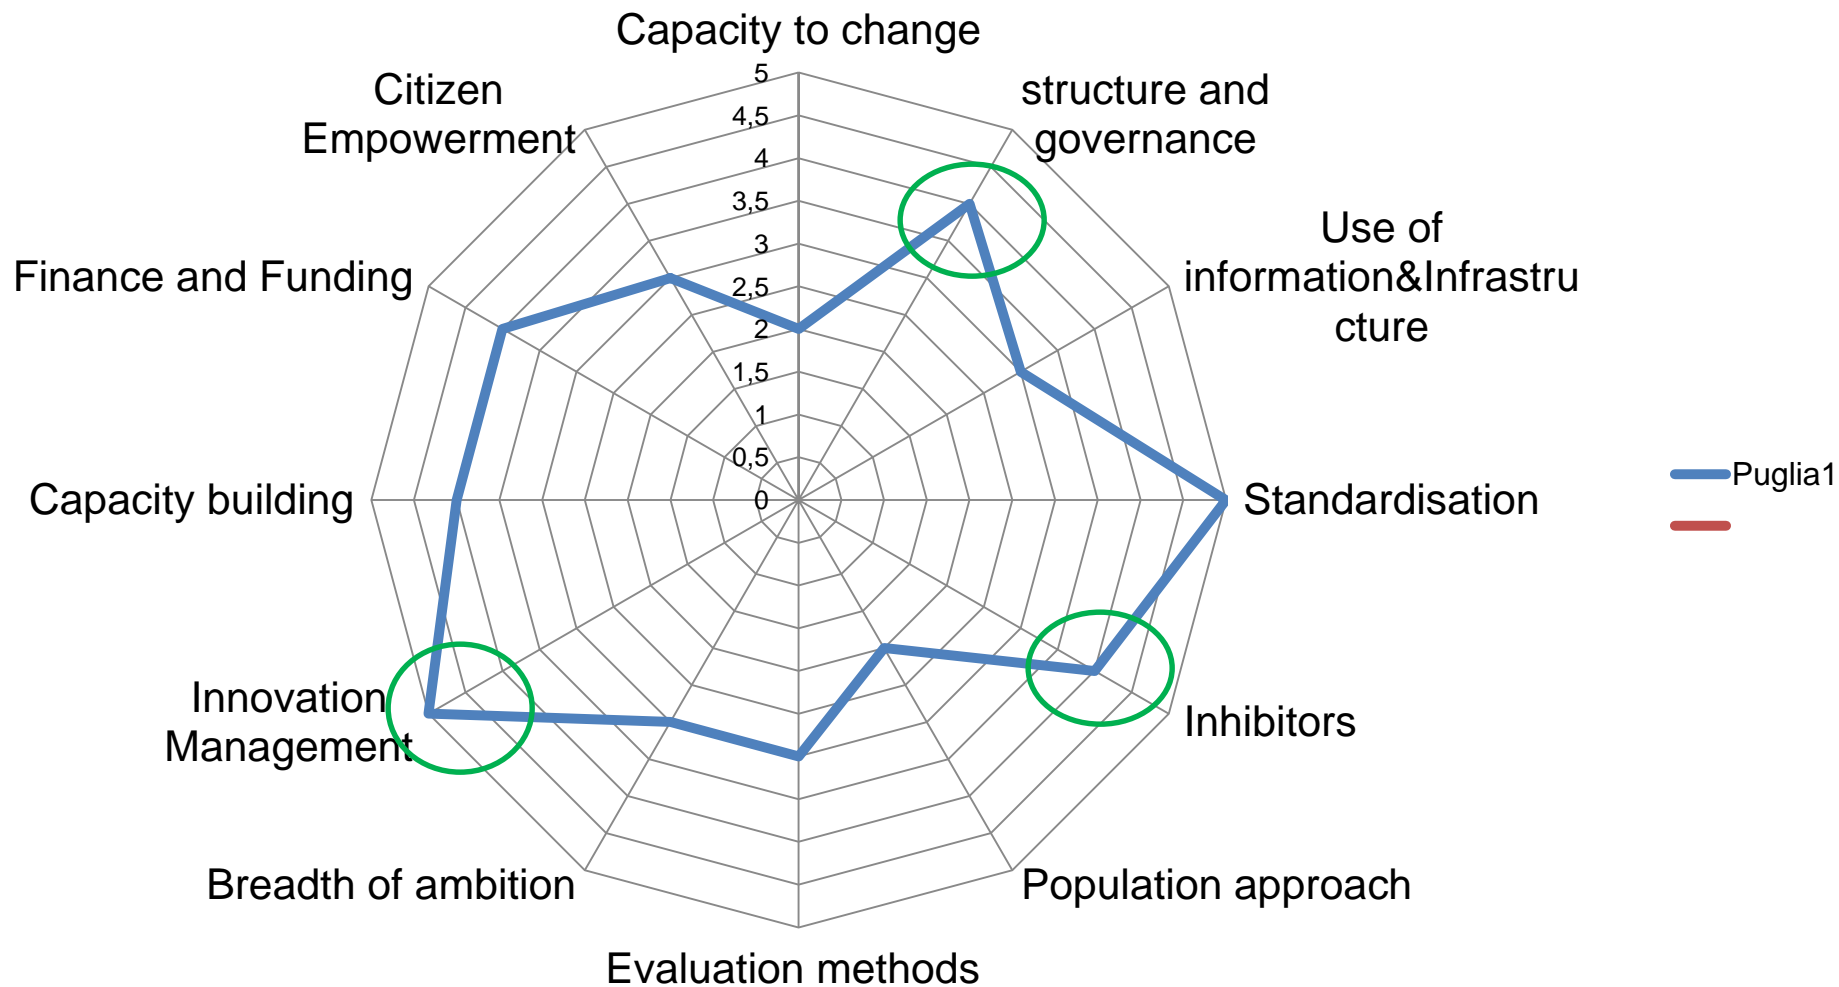 Capacity to change
structure and
governance
Use of
information&Infrastru
cture
Standardisation
Inhibitors
Population approach
Evaluation methods
Breadth of ambition
Innovation
Management
Capacity building
Finance and Funding
Citizen
Empowerment
5
4,5
4
3,5
3
2,5
2
1,5
1
0,5
0
Puglia1